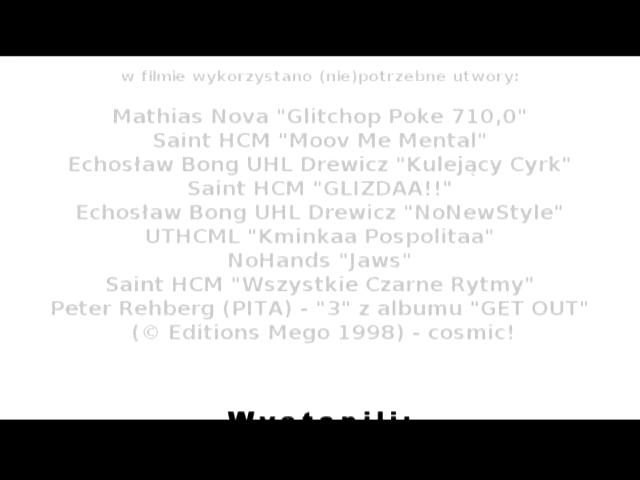 w filmie wykorzystano (nie)potrzebne utwory:
Mathias Nova "Glitchop Poke 710,0"
Saint HCM "Moov Me Mental"
Echosław Bong UHL Drewicz "Kulejący Cyrk"
Saint HCM "GLIZDAA!!"
Echosław Bong UHL Drewicz "NoNewStyle"
UTHCML "Kminkaa Pospolitaa"
NoHands "Jaws"
Saint HCM "Wszystkie Czarne Rytmy"
Peter Rehberg (PITA) - "3" z albumu "GET OUT"
(© Editions Mego 1998) - cosmic!
Wystąpili: